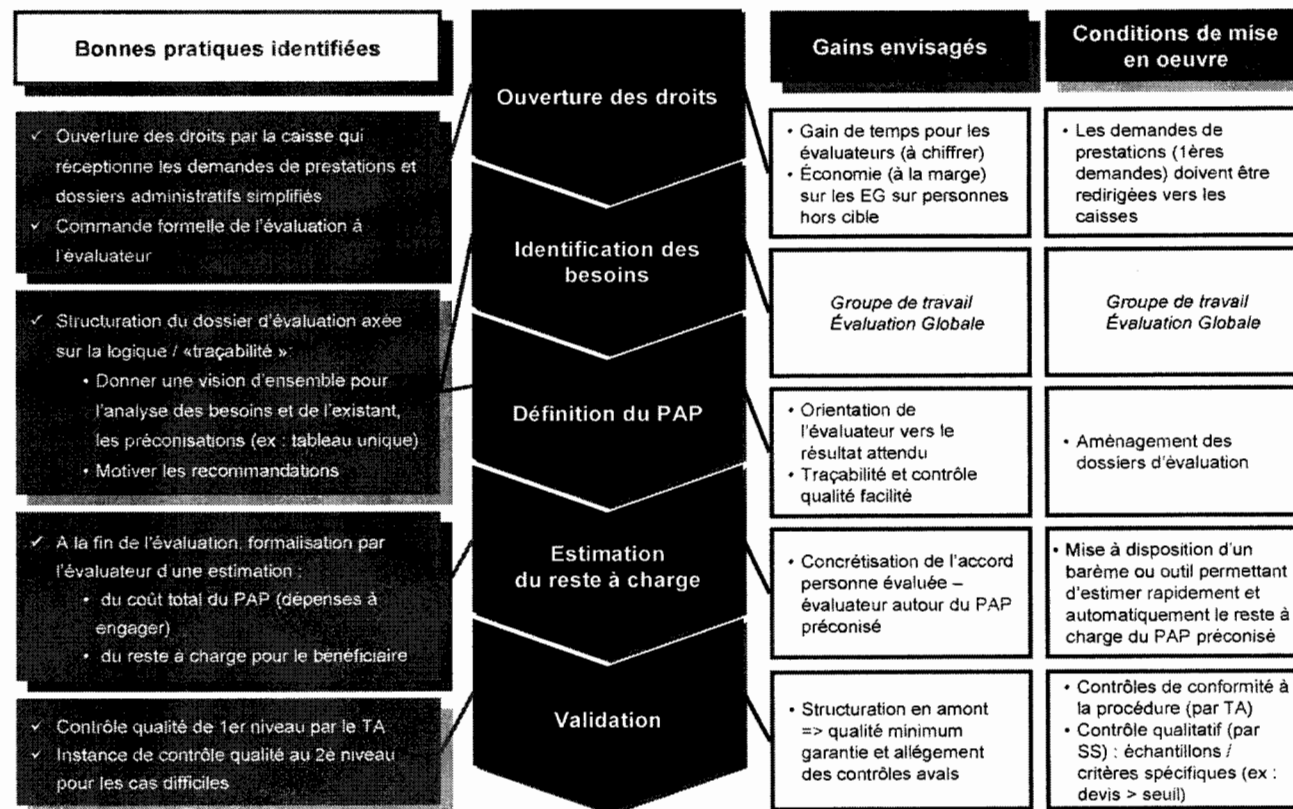 Bonnes pratiques identifiées
✓ Ouverture des droits par la caisse qui
réceptionne les demandes de prestations et
dossiers administratifs simplifiés
✓ Commande formelle de l'évaluation à
l'évaluateur
✓ Structuration du dossier d'évaluation axée
sur la logique / «traçabilité »:
• Donner une vision d'ensemble pour
l'analyse des besoins et de l'existant,
les préconisations (ex : tableau unique)
• Motiver les recommandations
✓ A la fin de l'évaluation, formalisation par
l'évaluateur d'une estimation :
• du coût total du PAP (dépenses à
engager)
• du reste à charge pour le bénéficiaire
✓ Contrôle qualité de 1er niveau par le TA
✓ Instance de contrôle qualité au 2è niveau
pour les cas difficiles
Ouverture des droits
Identification des
besoins
Définition du PAP
Estimation
du reste à charge
Validation
Gains envisagés
• Gain de temps pour les
évaluateurs (à chiffrer)
• Économie (à la marge)
sur les EG sur personnes
hors cible
Groupe de travail
Évaluation Globale
• Orientation de
l'évaluateur vers le
résultat attendu
• Traçabilité et contrôle
qualité facilité
• Concrétisation de l'accord
personne évaluée –
évaluateur autour du PAP
préconisé
• Structuration en amont
=> qualité minimum
garantie et allégement
des contrôles avals
Conditions de mise
en oeuvre
• Les demandes de
prestations (1ères
demandes) doivent être
redirigées vers les
caisses
Groupe de travail
Évaluation Globale
• Aménagement des
dossiers d'évaluation
• Mise à disposition d'un
barème ou outil permettant
d'estimer rapidement et
automatiquement le reste à
charge du PAP préconisé
• Contrôles de conformité à
la procédure (par TA)
• Contrôle qualitatif (par
SS) : échantillons /
critères spécifiques (ex :
devis > seuil)